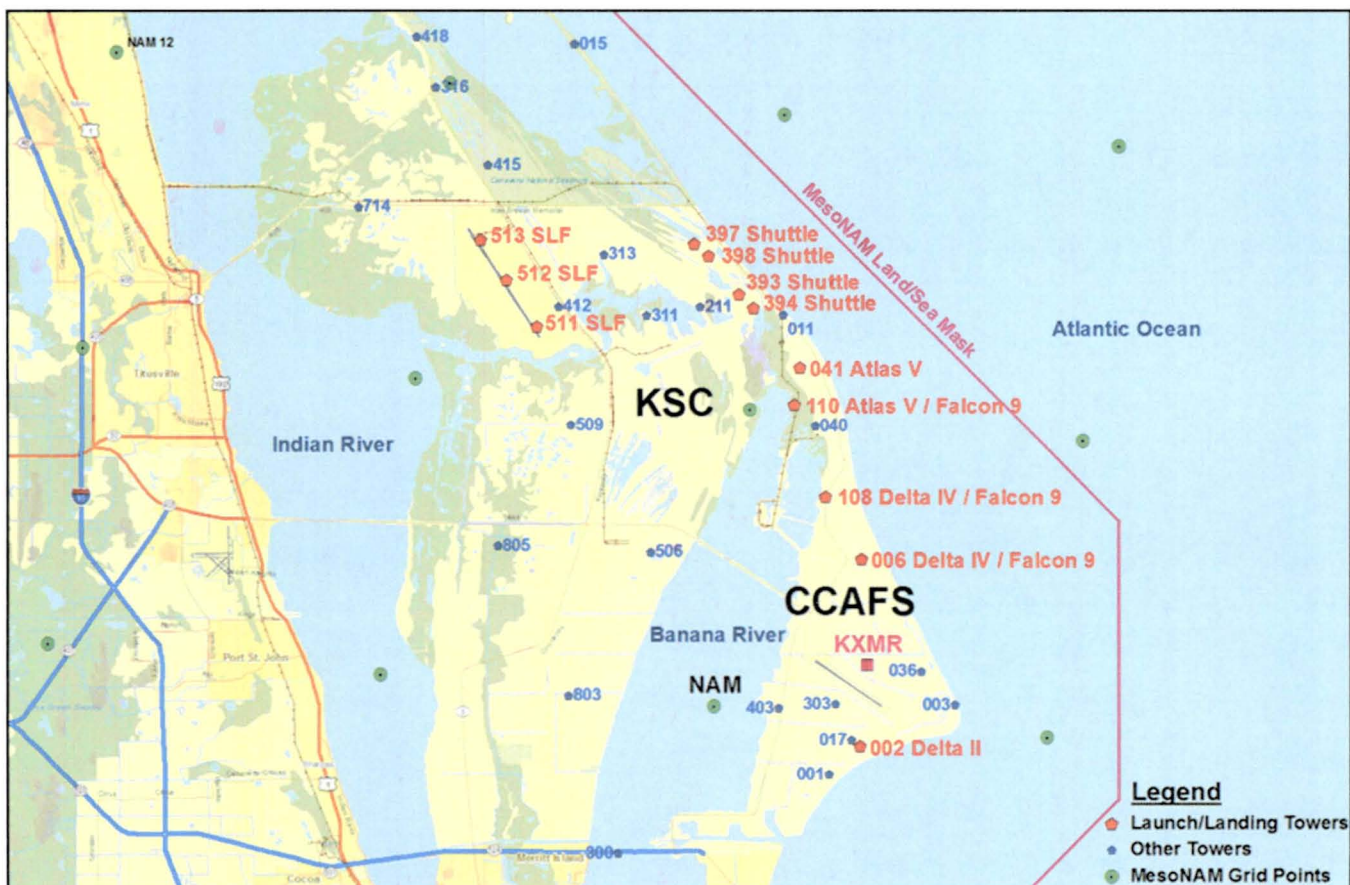 NAM 12
418
015
316
415
714
397 Shuttle
398 Shuttle
513 SLF
313
512 SLF
393 Shuttle
394 Shuttle
412
311
211
011
511 SLF
MesoNAM Land/Sea Mask
Atlantic Ocean
041 Atlas V
KSC
110 Atlas V / Falcon 9
040
509
Indian River
108 Delta IV / Falcon 9
805
506
006 Delta IV / Falcon 9
CCAFS
Banana River
KXMR
Port St. John
036
NAM
803
403
303
003
017
002 Delta II
001
Legend
Launch/Landing Towers
Other Towers
MesoNAM Grid Points
300
Merritt Island
Cocoa